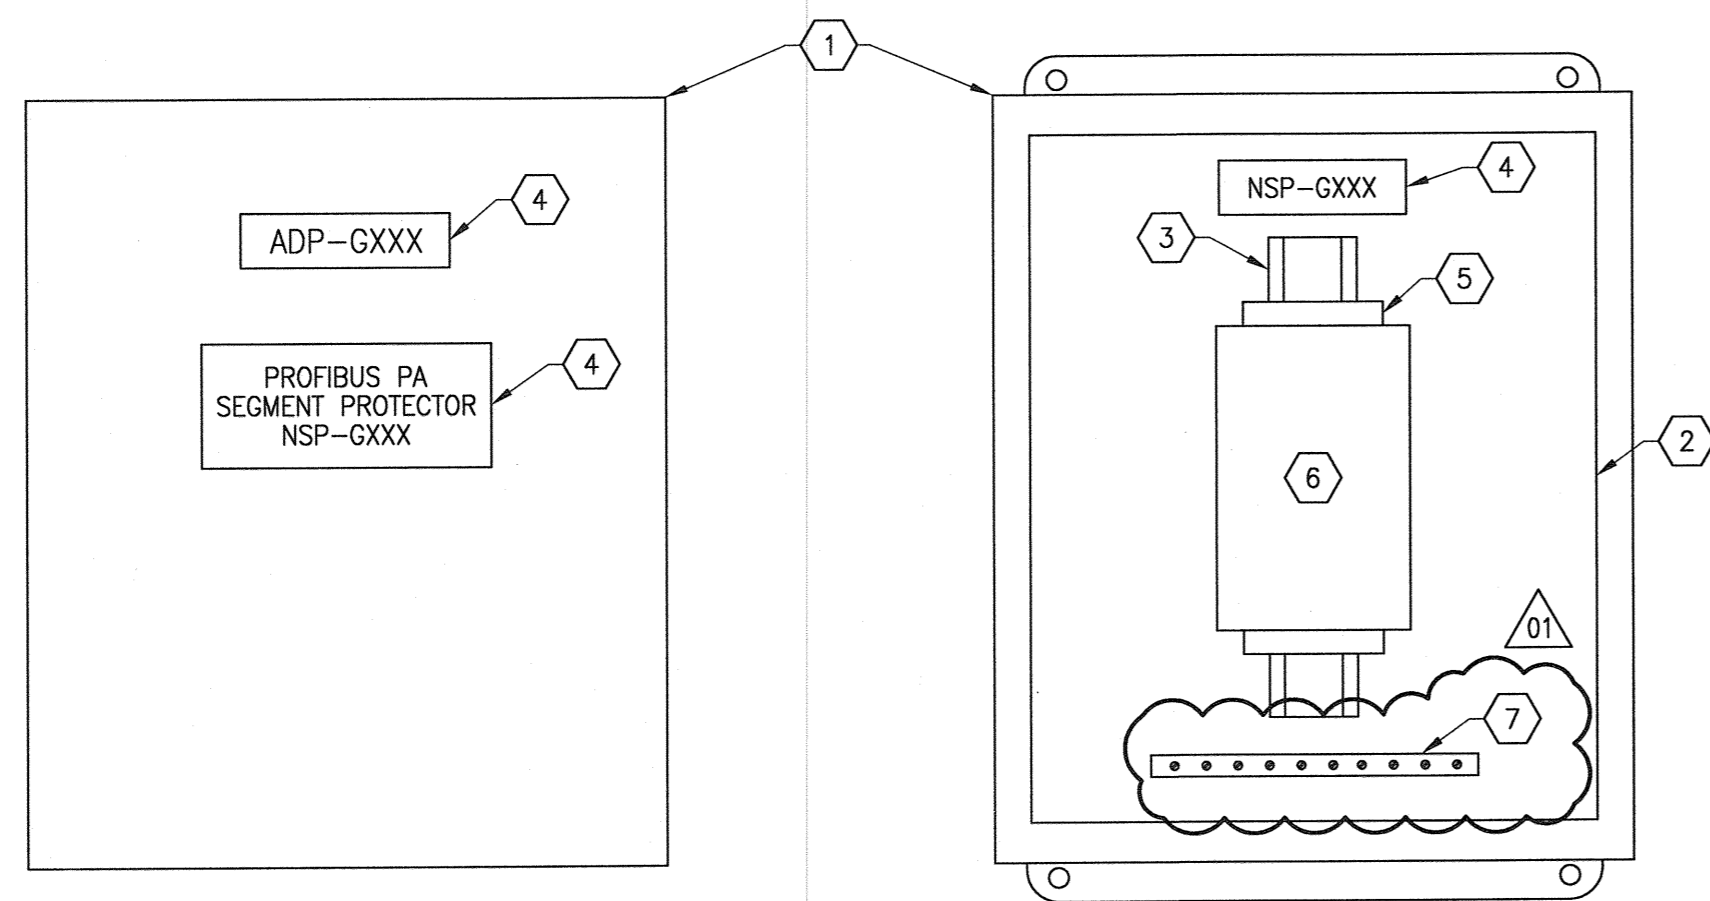 1
4
ADP-GXXX
4
PROFIBUS PA
SEGMENT PROTECTOR
NSP-GXXX
4
NSP-GXXX
3
5
2
6
01
7